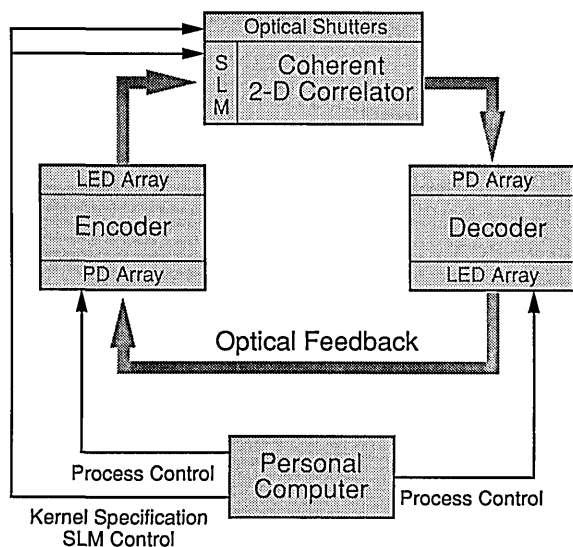 Optical Shutters
SLM
Coherent
2-D Correlator
LED Array
Encoder
PD Array
PD Array
Decoder
LED Array
Optical Feedback
Personal
Computer
Process Control
Process Control
Kernel Specification
SLM Control